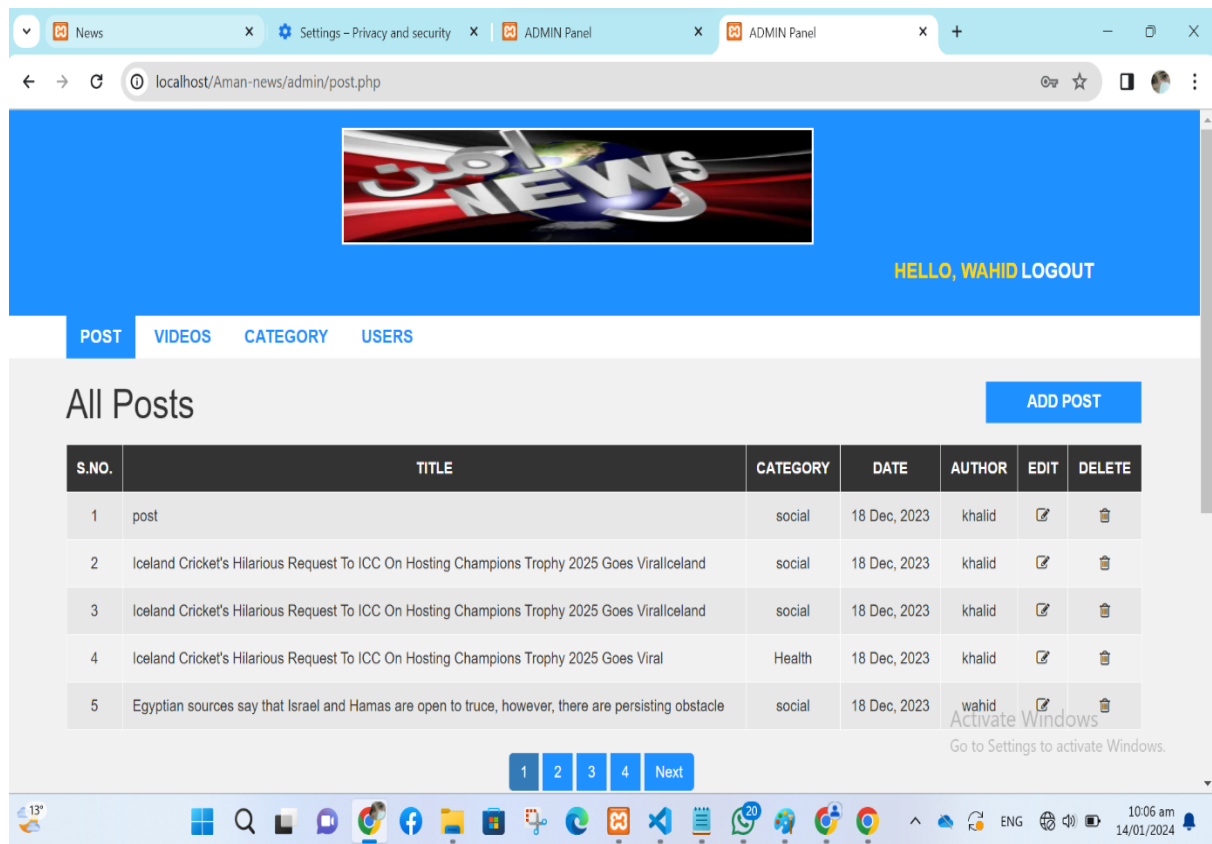 News
Settings – Privacy and security
ADMIN Panel
ADMIN Panel
localhost/Aman-news/admin/post.php
امن
NEWS
HELLO, WAHID LOGOUT
POST VIDEOS CATEGORY USERS
All Posts
ADD POST
S.NO. TITLE CATEGORY DATE AUTHOR EDIT DELETE
1 post social 18 Dec, 2023 khalid
2 Iceland Cricket's Hilarious Request To ICC On Hosting Champions Trophy 2025 Goes ViralIceland social 18 Dec, 2023 khalid
3 Iceland Cricket's Hilarious Request To ICC On Hosting Champions Trophy 2025 Goes ViralIceland social 18 Dec, 2023 khalid
4 Iceland Cricket's Hilarious Request To ICC On Hosting Champions Trophy 2025 Goes Viral Health 18 Dec, 2023 khalid
5 Egyptian sources say that Israel and Hamas are open to truce, however, there are persisting obstacle social 18 Dec, 2023 wahid
Activate Windows
Go to Settings to activate Windows.
1 2 3 4 Next
13°
20
ENG
10:06 am
14/01/2024